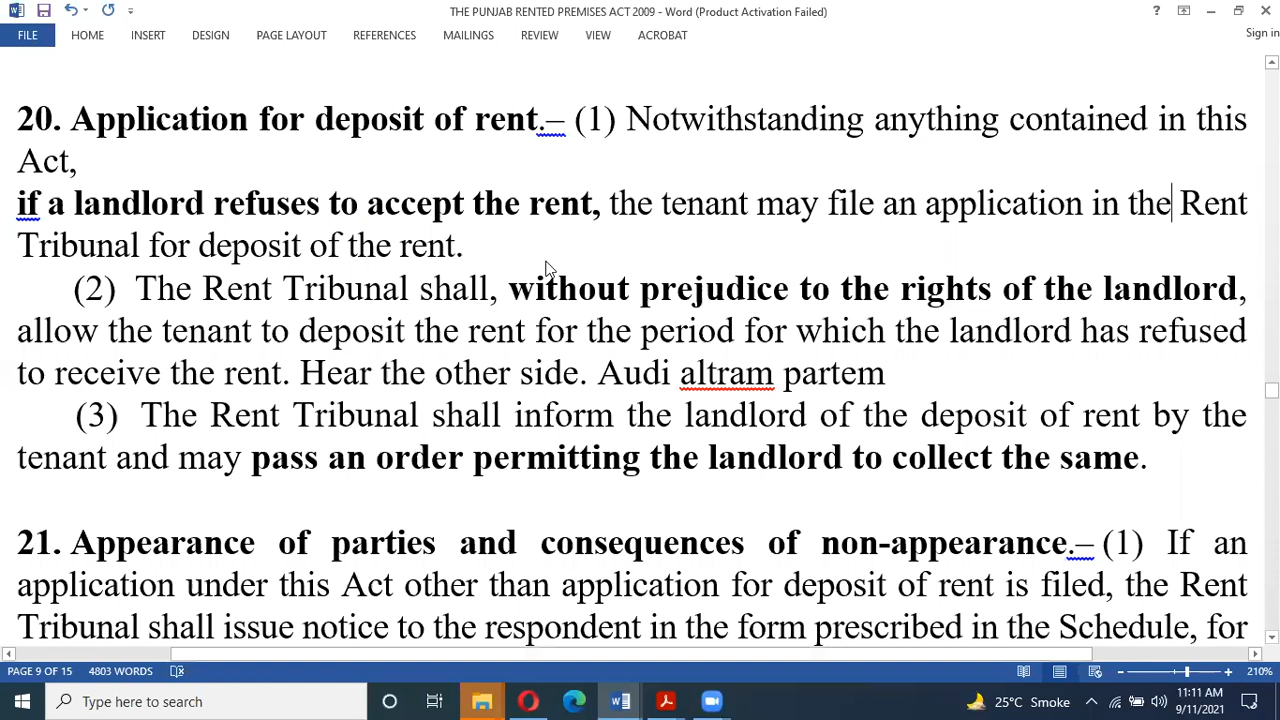 THE PUNJAB RENTED PREMISES ACT 2009 - Word (Product Activation Failed)
?
FILE HOME INSERT DESIGN PAGE LAYOUT REFERENCES MAILINGS REVIEW VIEW ACROBAT Sign in
20. Application for deposit of rent.– (1) Notwithstanding anything contained in this
Act,
if a landlord refuses to accept the rent, the tenant may file an application in the Rent
Tribunal for deposit of the rent.
(2) The Rent Tribunal shall, without prejudice to the rights of the landlord,
allow the tenant to deposit the rent for the period for which the landlord has refused
to receive the rent. Hear the other side. Audi altram partem
(3) The Rent Tribunal shall inform the landlord of the deposit of rent by the
tenant and may pass an order permitting the landlord to collect the same.
21. Appearance of parties and consequences of non-appearance.– (1) If an
application under this Act other than application for deposit of rent is filed, the Rent
Tribunal shall issue notice to the respondent in the form prescribed in the Schedule, for
PAGE 9 OF 15 4803 WORDS 210%
Type here to search 25°C Smoke 11:11 AM
9/11/2021